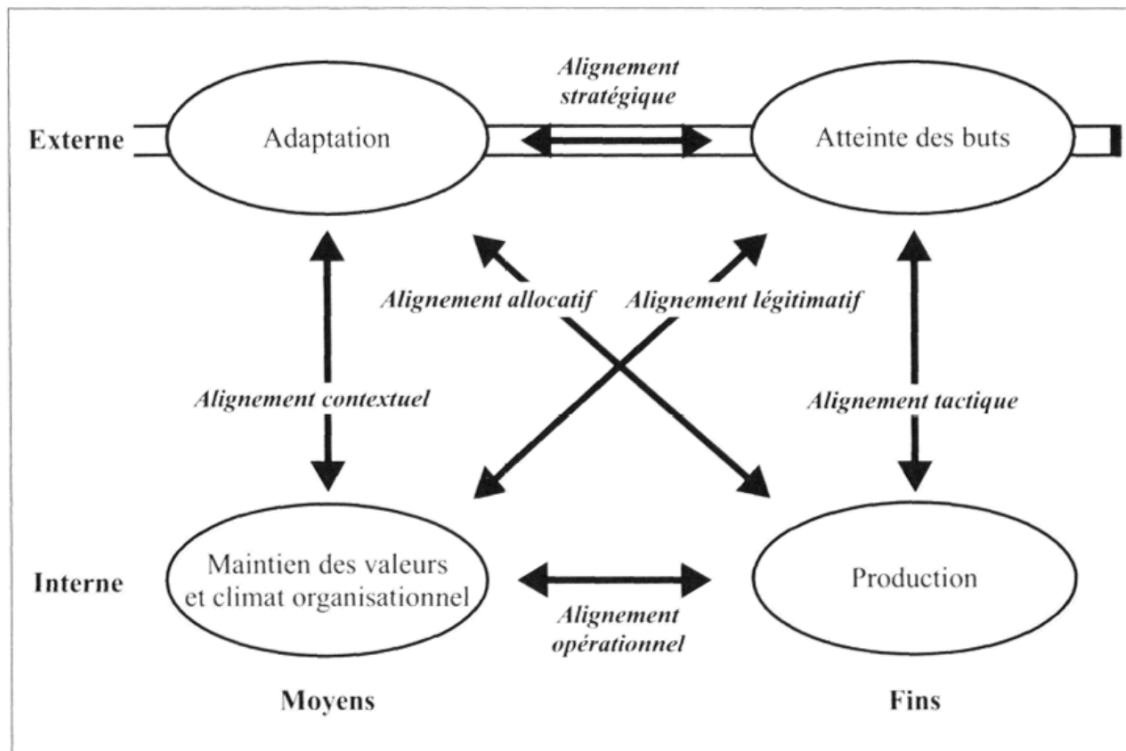 Alignement
stratégique
Externe
Adaptation
Atteinte des buts
Alignement allocatif
Alignement légitimatif
Alignement contextuel
Alignement tactique
Interne
Maintien des valeurs
et climat organisationnel
Production
Alignement
opérationnel
Moyens
Fins